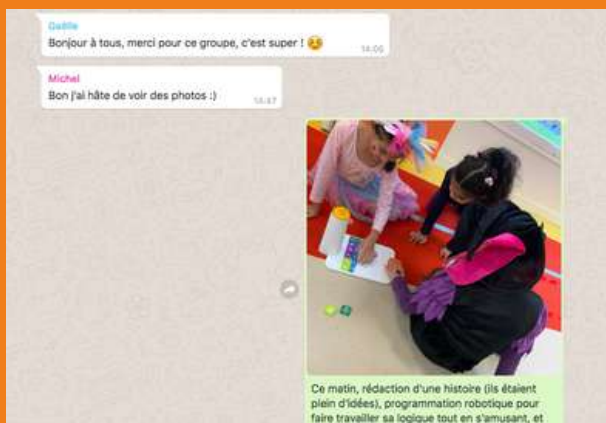 Gaëlle
Bonjour à tous, merci pour ce groupe, c'est super !
14:06
Michel
Bon j'ai hâte de voir des photos :)
14:47
Ce matin, rédaction d'une histoire (ils étaient
plein d'idées), programmation robotique pour
faire travailler sa logique tout en s'amusant, et